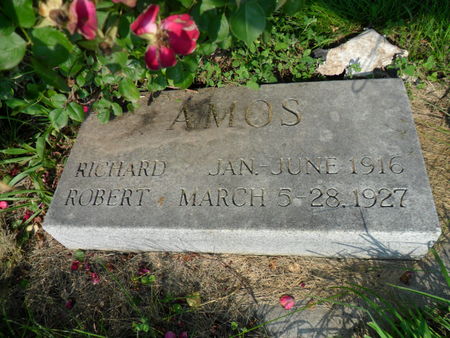 AMOS
RICHARD JAN.-JUNE 1916
ROBERT MARCH 5-28, 1927